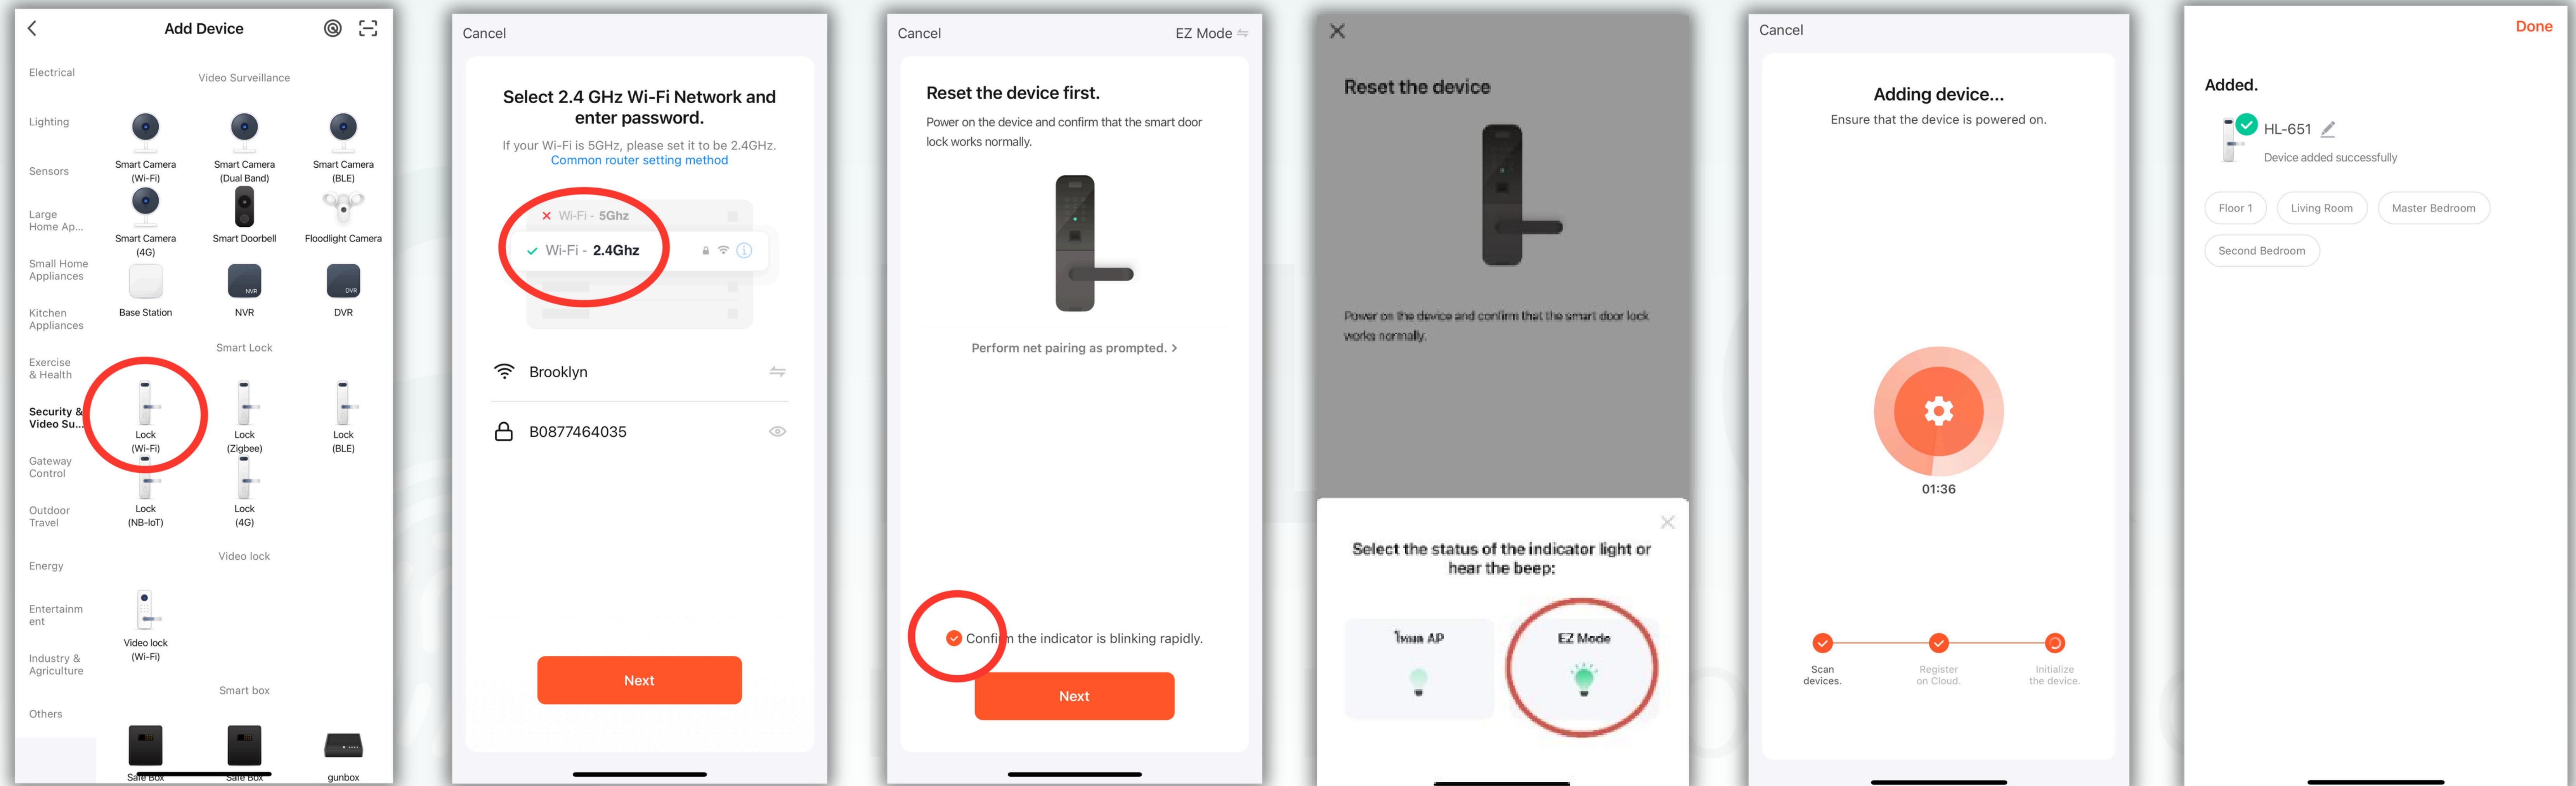 Add Device
Electrical
Lighting
Sensors
Large
Home Ap...
Small Home
Appliances
Kitchen
Appliances
Exercise
& Health
Security &
Video Su...
Gateway
Control
Outdoor
Travel
Energy
Entertainm
ent
Industry &
Agriculture
Others
Video Surveillance
Smart Camera
(Wi-Fi)
Smart Camera
(Dual Band)
Smart Camera
(BLE)
Smart Camera
(4G)
Smart Doorbell
Floodlight Camera
Base Station
NVR
NVR
DVR
DVR
Smart Lock
Lock
(Wi-Fi)
Lock
(Zigbee)
Lock
(BLE)
Lock
(NB-IoT)
Lock
(4G)
Video lock
Video lock
(Wi-Fi)
Smart box
Safe Box
Safe Box
gunbox
Cancel
Select 2.4 GHz Wi-Fi Network and
enter password.
If your Wi-Fi is 5GHz, please set it to be 2.4GHz.
Common router setting method
Wi-Fi - 5Ghz
Wi-Fi - 2.4Ghz
Brooklyn
B0877464035
Next
Cancel
EZ Mode
Reset the device first.
Power on the device and confirm that the smart door
lock works normally.
Perform net pairing as prompted. >
Confirm the indicator is blinking rapidly.
Next
Reset the device
Power on the device and confirm that the smart door lock
works normally.
Select the status of the indicator light or
hear the beep:
โหมด AP
EZ Mode
Cancel
Adding device...
Ensure that the device is powered on.
01:36
Scan
devices.
Register
on Cloud.
Initialize
the device.
Done
Added.
HL-651
Device added successfully
Floor 1
Living Room
Master Bedroom
Second Bedroom